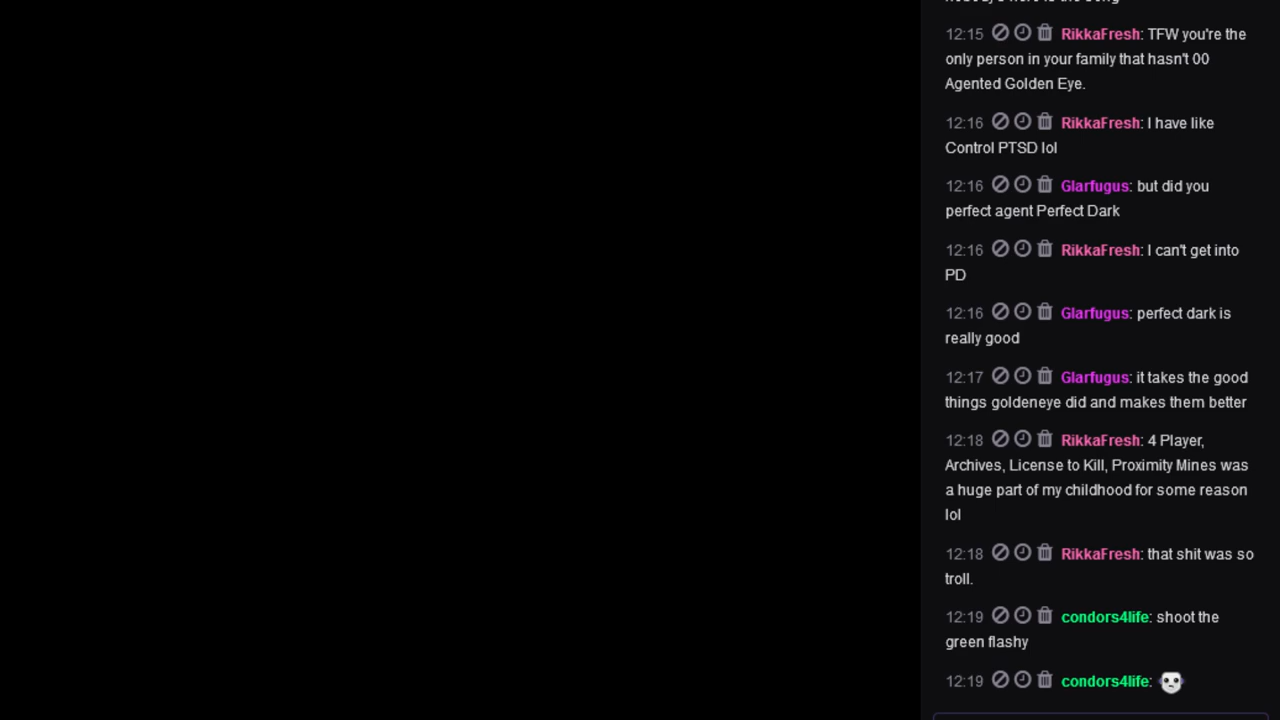 12:15 RikkaFresh: TFW you're the
only person in your family that hasn't 00
Agented Golden Eye.
12:16 RikkaFresh: I have like
Control PTSD lol
12:16 Glarfugus: but did you
perfect agent Perfect Dark
12:16 RikkaFresh: I can't get into
PD
12:16 Glarfugus: perfect dark is
really good
12:17 Glarfugus: it takes the good
things goldeneye did and makes them better
12:18 RikkaFresh: 4 Player,
Archives, License to Kill, Proximity Mines was
a huge part of my childhood for some reason
lol
12:18 RikkaFresh: that shit was so
troll.
12:19 condors4life: shoot the
green flashy
12:19 condors4life: